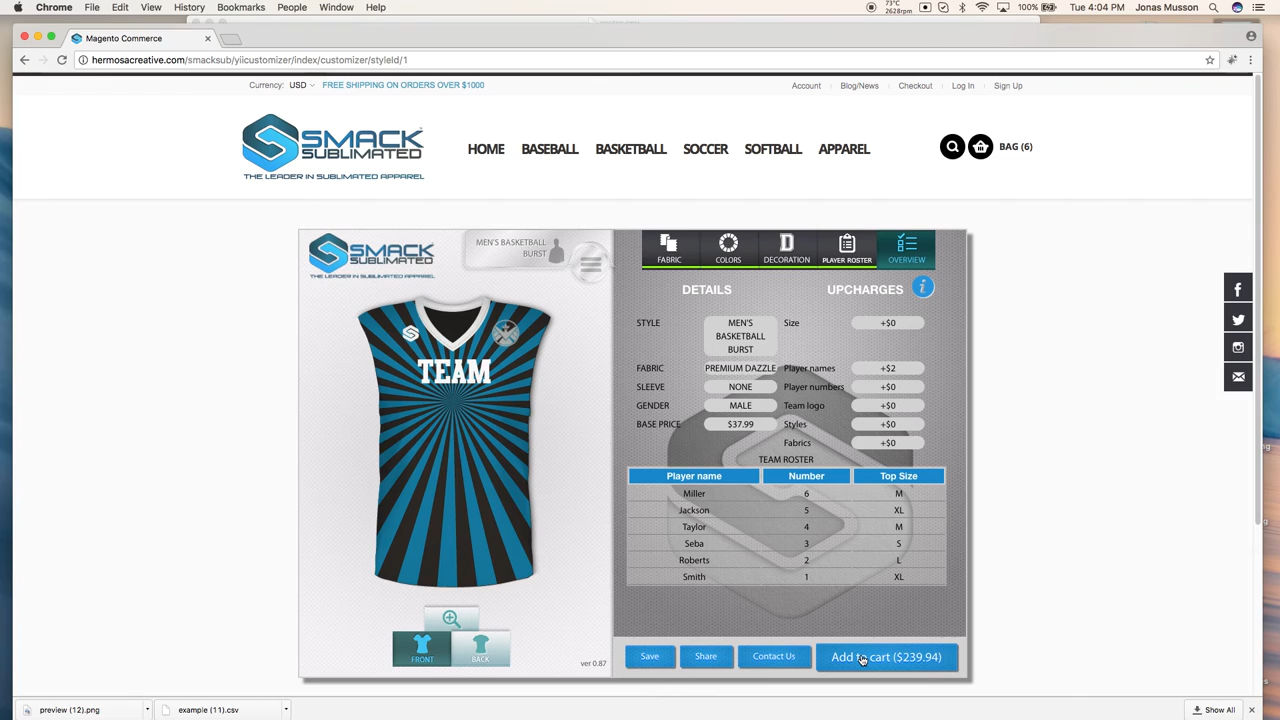 Chrome File Edit View History Bookmarks People Window Help
73°C
2628rpm
100% Tue 4:04 PM Jonas Musson
Magento Commerce
hermosacreative.com/smacksub/yiicustomizer/index/customizer/styleId/1
Currency: USD FREE SHIPPING ON ORDERS OVER $1000 Account Blog/News Checkout Log In Sign Up
SMACK
SUBLIMATED
THE LEADER IN SUBLIMATED APPAREL
HOME BASEBALL BASKETBALL SOCCER SOFTBALL APPAREL
BAG (6)
SMACK
SUBLIMATED
THE LEADER IN SUBLIMATED APPAREL
MEN'S BASKETBALL
BURST
FABRIC COLORS DECORATION PLAYER ROSTER OVERVIEW
DETAILS UPCHARGES
STYLE MEN'S BASKETBALL BURST Size +$0
FABRIC PREMIUM DAZZLE Player names +$2
SLEEVE NONE Player numbers +$0
GENDER MALE Team logo +$0
BASE PRICE $37.99 Styles +$0
Fabrics +$0
TEAM ROSTER
Player name Number Top Size
Miller 6 M
Jackson 5 XL
Taylor 4 M
Seba 3 S
Roberts 2 L
Smith 1 XL
TEAM
FRONT BACK
ver 0.87
Save Share Contact Us Add to cart ($239.94)
preview (12).png example (11).csv Show All